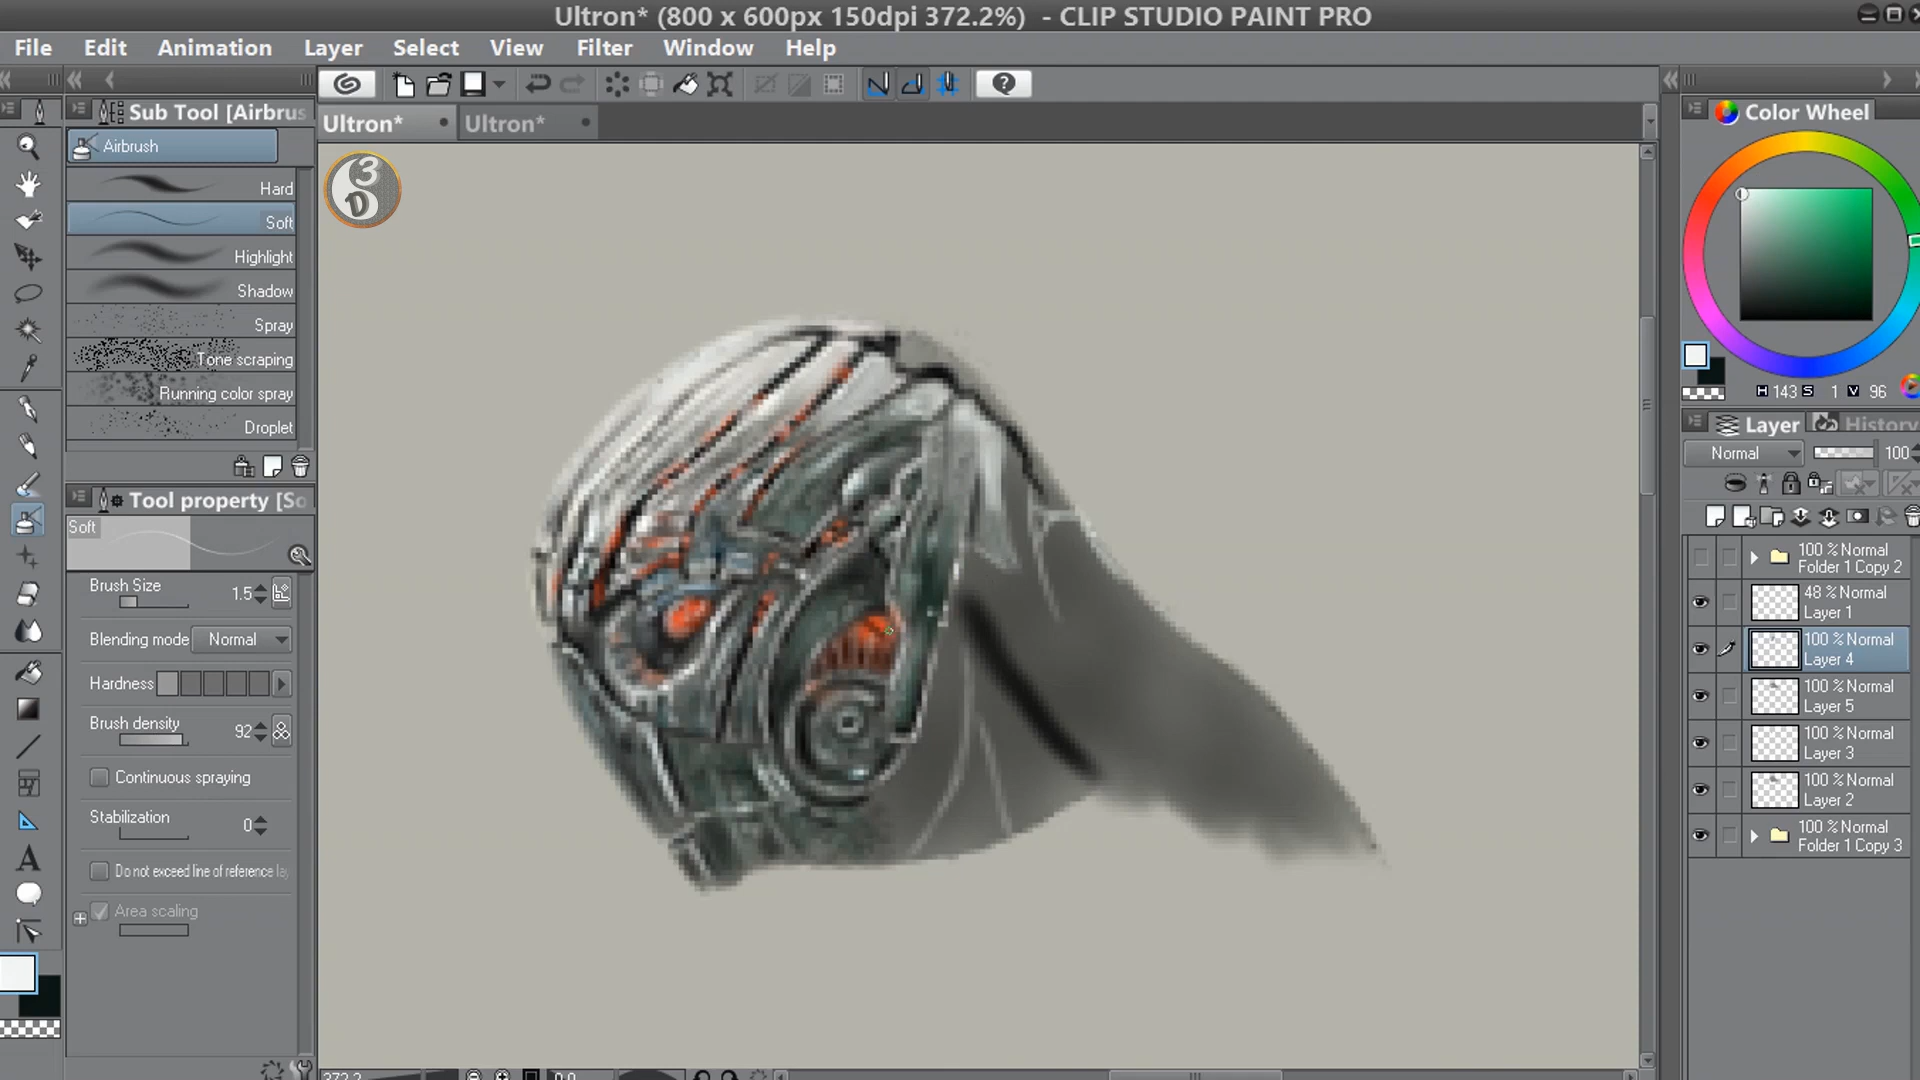 Ultron* (800 x 600px 150dpi 372.2%) - CLIP STUDIO PAINT PRO
File Edit Animation Layer Select View Filter Window Help
Sub Tool [Airbrus
Airbrush
Hard
Soft
Highlight
Shadow
Spray
Tone scraping
Running color spray
Droplet
Tool property [So
Soft
Brush Size 1.5
Blending mode Normal
Hardness
Brush density 92
Continuous spraying
Stabilization 0
Do not exceed line of reference la
Area scaling
Ultron* Ultron*
3D
372.2 0.0
Color Wheel
H 143 S 1 V 96
Layer History
Normal 100
100 % Normal
Folder 1 Copy 2
48 % Normal
Layer 1
100 % Normal
Layer 4
100 % Normal
Layer 5
100 % Normal
Layer 3
100 % Normal
Layer 2
100 % Normal
Folder 1 Copy 3